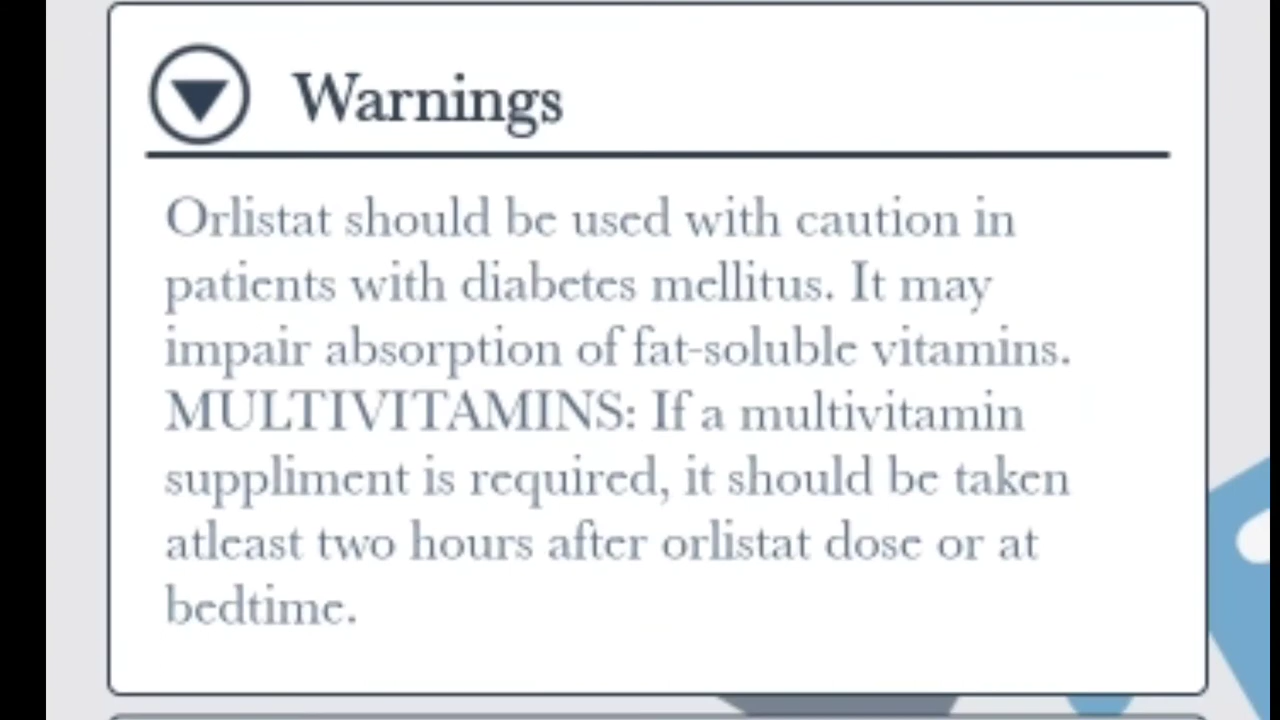 Warnings
Orlistat should be used with caution in
patients with diabetes mellitus. It may
impair absorption of fat-soluble vitamins.
MULTIVITAMINS: If a multivitamin
suppliment is required, it should be taken
atleast two hours after orlistat dose or at
bedtime.